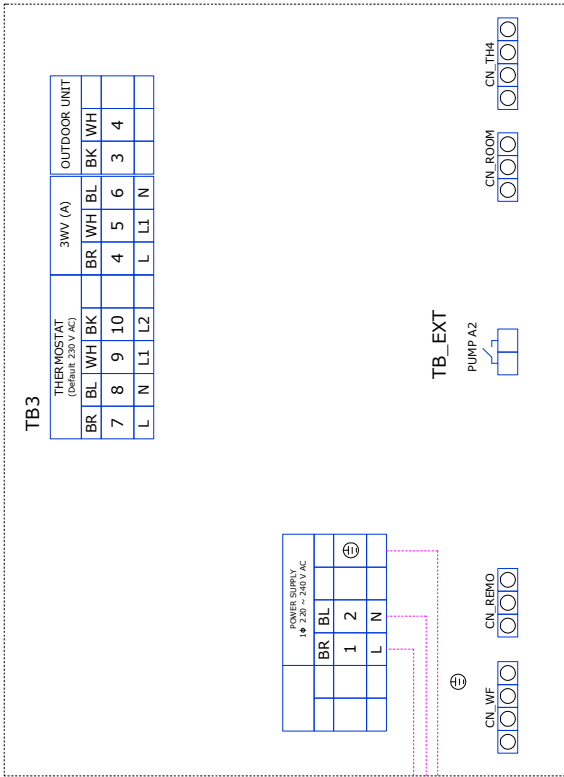 TB3
THERMOSTAT
(Default 230 V AC)
3WV (A)
OUTDOOR UNIT
BR BL WH BK BR WH BL BK WH
7 8 9 10 4 5 6 3 4
L N L1 L2 L L1 N
POWER SUPPLY
1Φ 220 ~ 240 V AC
BR BL
1 2
L N
TB_EXT
PUMP A2
CN_WF
CN_REMO
CN_ROOM
CN_TH4